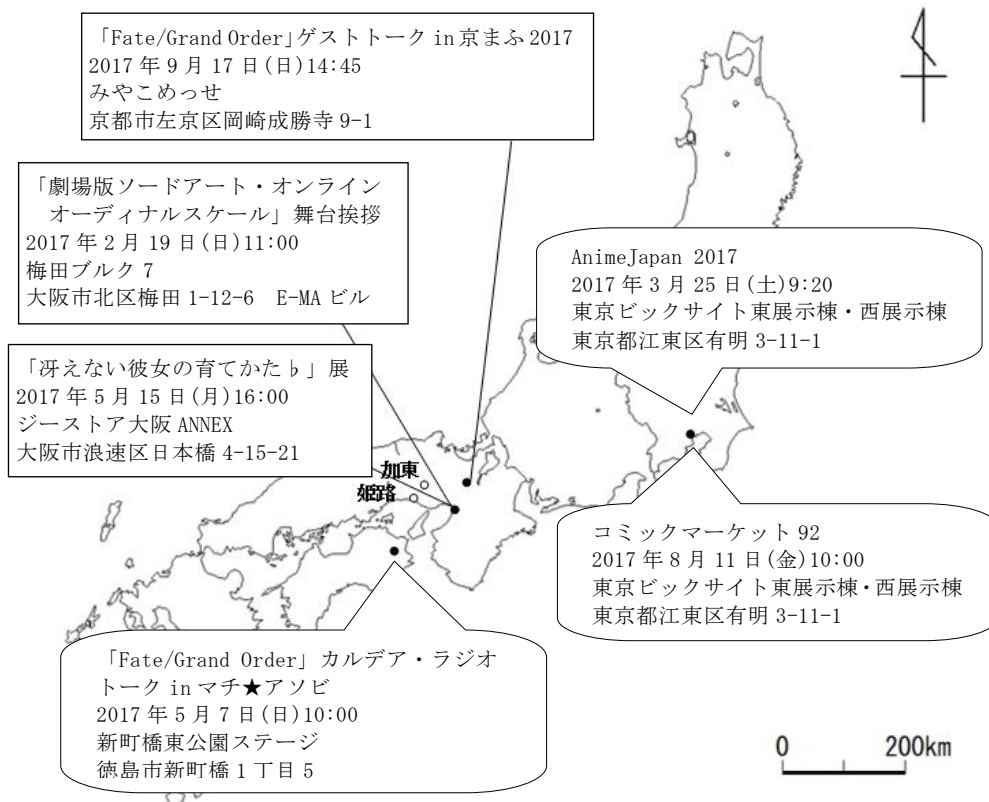 「Fate/Grand Order」ゲストトーク in 京まふ 2017
2017 年 9 月 17 日(日)14:45
みやこめっせ
京都市左京区岡崎成勝寺 9-1
「劇場版ソードアート・オンライン
オーディナルスケール」舞台挨拶
2017 年 2 月 19 日(日)11:00
梅田ブルク 7
大阪市北区梅田 1-12-6 E-MA ビル
AnimeJapan 2017
2017 年 3 月 25 日(土)9:20
東京ビックサイト東展示棟・西展示棟
東京都江東区有明 3-11-1
「冴えない彼女の育てかた♭」展
2017 年 5 月 15 日(月)16:00
ジーストア大阪 ANNEX
大阪市浪速区日本橋 4-15-21
加東
姫路
コミックマーケット 92
2017 年 8 月 11 日(金)10:00
東京ビックサイト東展示棟・西展示棟
東京都江東区有明 3-11-1
「Fate/Grand Order」カルデア・ラジオ
トーク in マチ★アソビ
2017 年 5 月 7 日(日)10:00
新町橋東公園ステージ
徳島市新町橋 1 丁目 5
0 200km